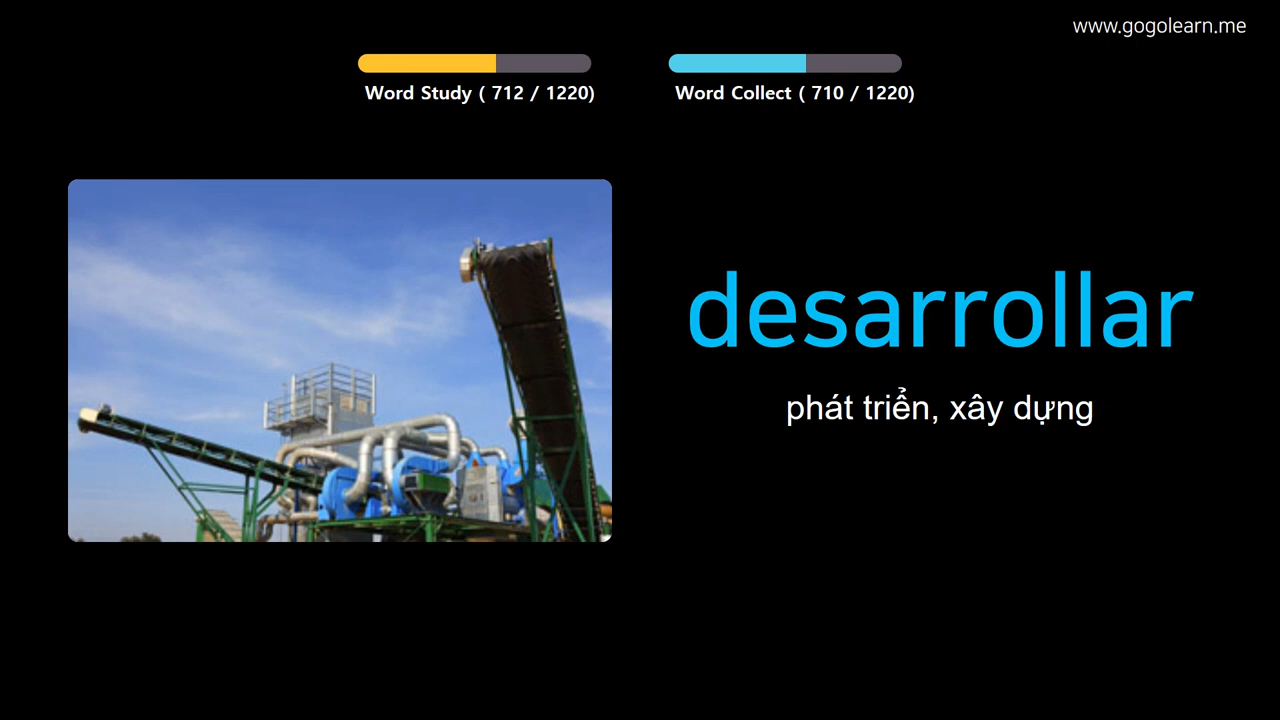 www.gogolearn.me
Word Study ( 712 / 1220)
Word Collect ( 710 / 1220)
desarrollar
phát triển, xây dựng